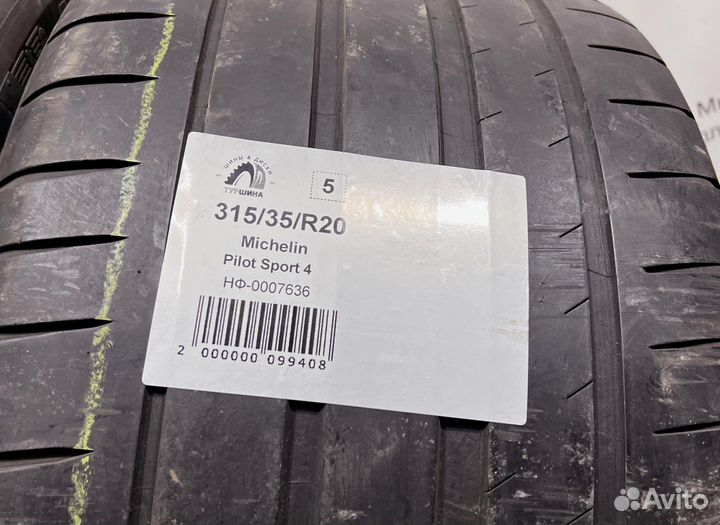 ШИНЫ & ДИСКИ
ТУРШИНА
5
315/35/R20
Michelin
Pilot Sport 4
НФ-0007636
2 000000 099408
Avito